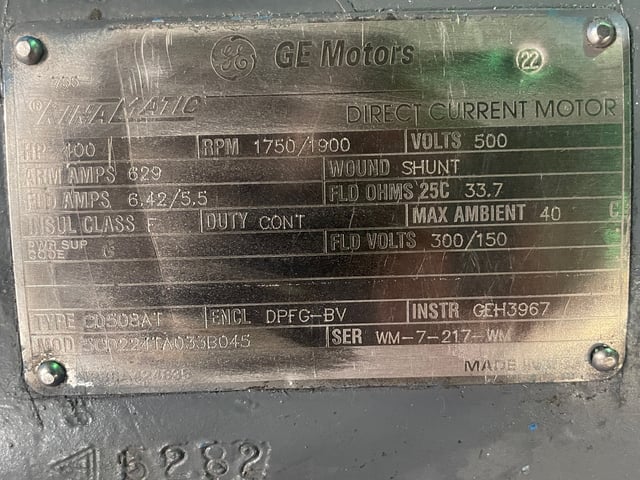 GE Motors 22
KINAMATIC DIRECT CURRENT MOTOR
HP 400 RPM 1750/1900 VOLTS 500
ARM AMPS 629 WOUND SHUNT
FLD AMPS 6.42/5.5 FLD OHMS 25C 33.7
INSUL CLASS F DUTY CONT MAX AMBIENT 40 C
PWR SUP CODE G FLD VOLTS 300/150
TYPE CD508AT ENCL DPFG-BV INSTR GEH3967
MOD 5CD224TA033B045 SER WM-7-217-WM
MADE IN
5282